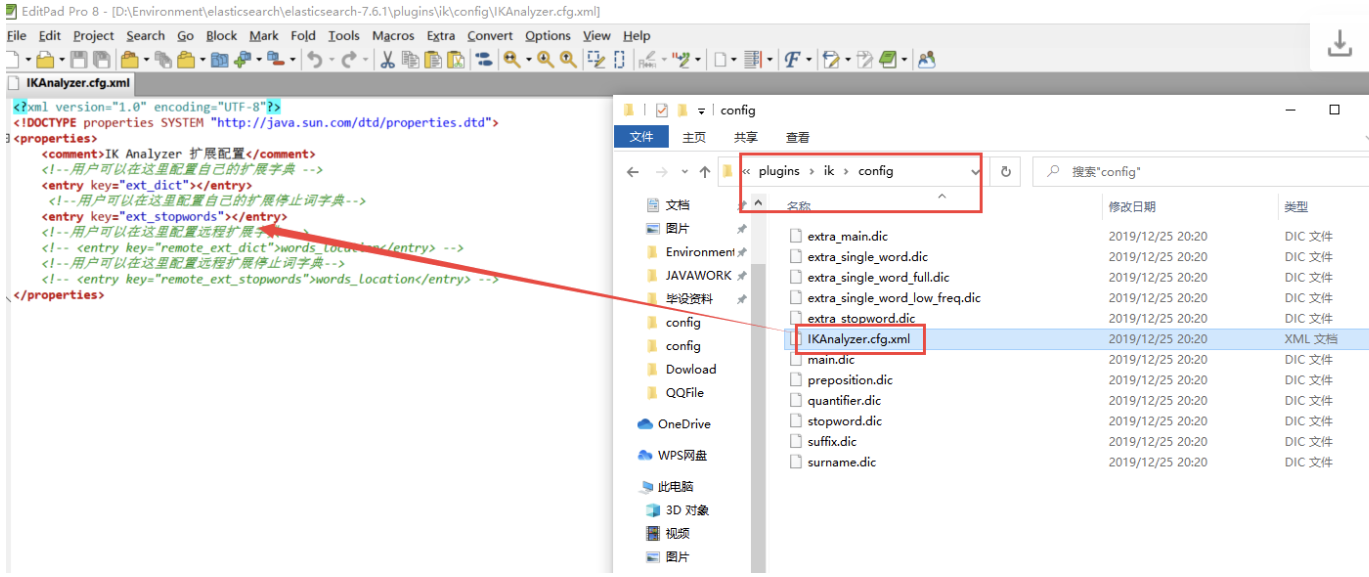 EditPad Pro 8 - [D:\Environment\elasticsearch\elasticsearch-7.6.1\plugins\ik\config\IKAnalyzer.cfg.xml]
File Edit Project Search Go Block Mark Fold Tools Macros Extra Convert Options View Help
IKAnalyzer.cfg.xml
<?xml version="1.0" encoding="UTF-8"?>
<!DOCTYPE properties SYSTEM "http://java.sun.com/dtd/properties.dtd">
<properties>
<comment>IK Analyzer 扩展配置</comment>
<!--用户可以在这里配置自己的扩展字典 -->
<entry key="ext_dict"></entry>
<!--用户可以在这里配置自己的扩展停止词字典-->
<entry key="ext_stopwords"></entry>
<!--用户可以在这里配置远程扩展字典 -->
<!-- <entry key="remote_ext_dict">words_location</entry> -->
<!--用户可以在这里配置远程扩展停止词字典-->
<!-- <entry key="remote_ext_stopwords">words_location</entry> -->
</properties>
config
文件 主页 共享 查看
« plugins › ik › config
搜索"config"
文档
图片
Environment
JAVAWORK
毕设资料
config
config
Dowload
QQFile
OneDrive
WPS网盘
此电脑
3D 对象
视频
图片
名称 修改日期 类型
extra_main.dic 2019/12/25 20:20 DIC 文件
extra_single_word.dic 2019/12/25 20:20 DIC 文件
extra_single_word_full.dic 2019/12/25 20:20 DIC 文件
extra_single_word_low_freq.dic 2019/12/25 20:20 DIC 文件
extra_stopword.dic 2019/12/25 20:20 DIC 文件
IKAnalyzer.cfg.xml 2019/12/25 20:20 XML 文档
main.dic 2019/12/25 20:20 DIC 文件
preposition.dic 2019/12/25 20:20 DIC 文件
quantifier.dic 2019/12/25 20:20 DIC 文件
stopword.dic 2019/12/25 20:20 DIC 文件
suffix.dic 2019/12/25 20:20 DIC 文件
surname.dic 2019/12/25 20:20 DIC 文件